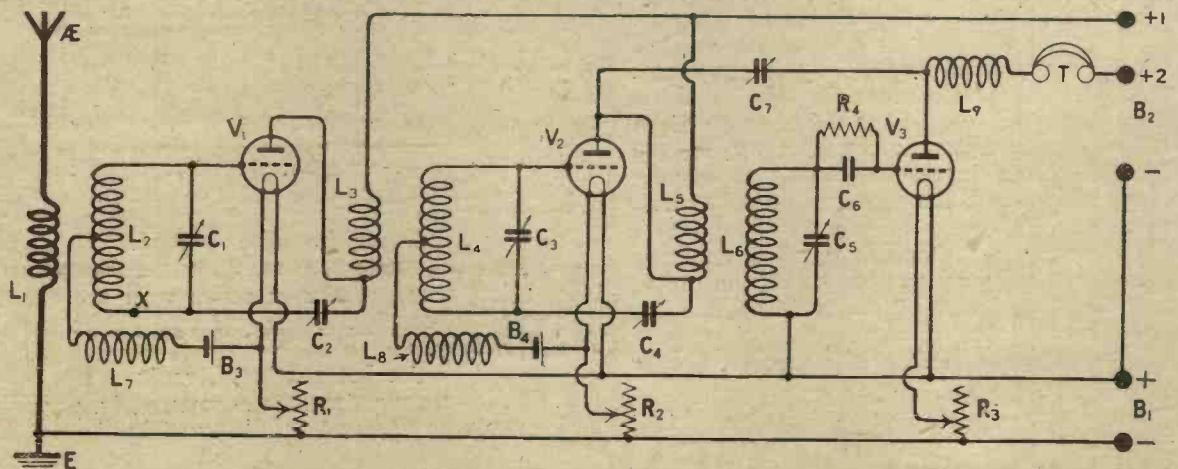 Æ
+1
+2
T
L9
B2
C7
R4
V1
V2
V3
C6
L3
L5
L2
C1
L4
C3
L6
C5
L1
X
C2
B4
C4
L7
B3
L8
R1
R2
R3
+
B1
−
−
E